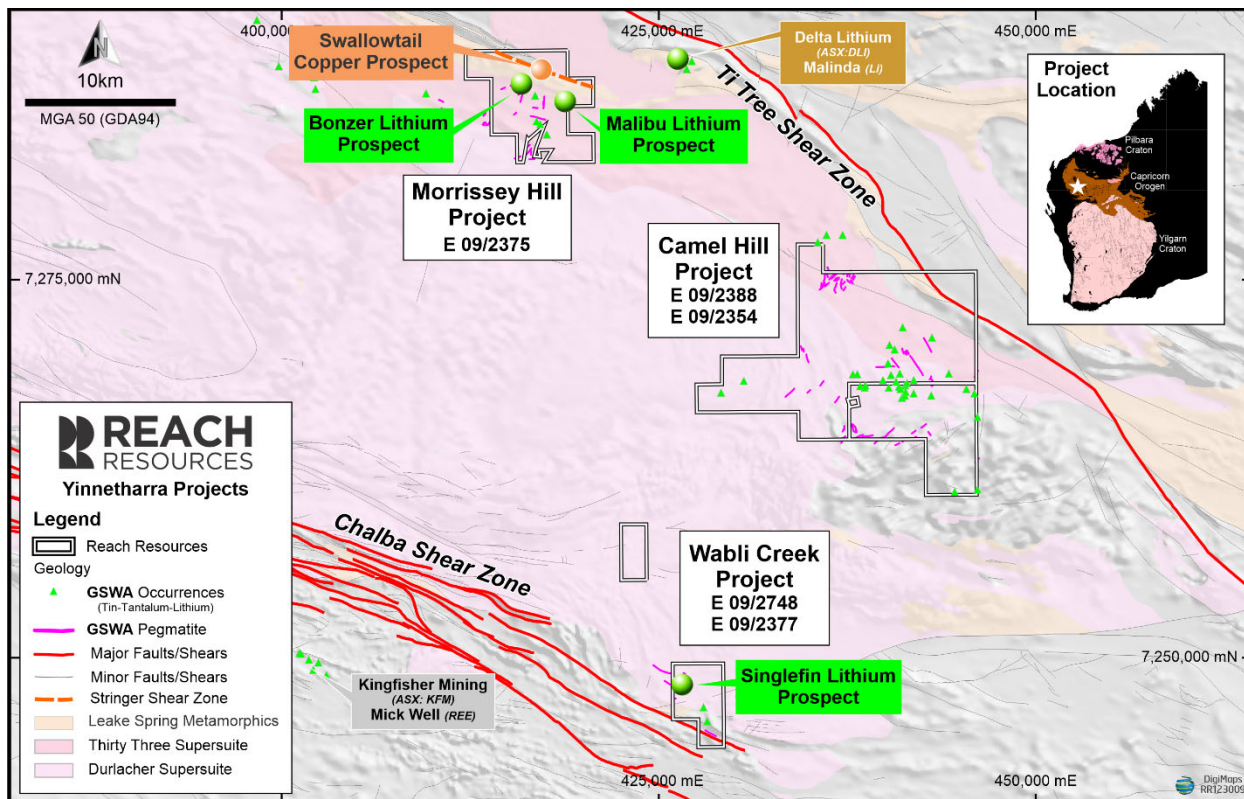 400,000 mE
425,000 mE
450,000 mE
N
10km
MGA 50 (GDA94)
Swallowtail
Copper Prospect
Bonzer Lithium
Prospect
Malibu Lithium
Prospect
Delta Lithium
(ASX:DLI)
Malinda (LI)
Ti Tree Shear Zone
Project
Location
Pilbara
Craton
Capricorn
Orogen
Yilgarn
Craton
Morrissey Hill
Project
E 09/2375
7,275,000 mN
Camel Hill
Project
E 09/2388
E 09/2354
REACH
RESOURCES
Yinnetharra Projects
Legend
Reach Resources
Geology
GSWA Occurrences
(Tin-Tantalum-Lithium)
GSWA Pegmatite
Major Faults/Shears
Minor Faults/Shears
Stringer Shear Zone
Leake Spring Metamorphics
Thirty Three Supersuite
Durlacher Supersuite
Chalba Shear Zone
Wabli Creek
Project
E 09/2748
E 09/2377
7,250,000 mN
Kingfisher Mining
(ASX: KFM)
Mick Well (REE)
Singlefin Lithium
Prospect
425,000 mE
450,000 mE
DigiMaps
RR123009